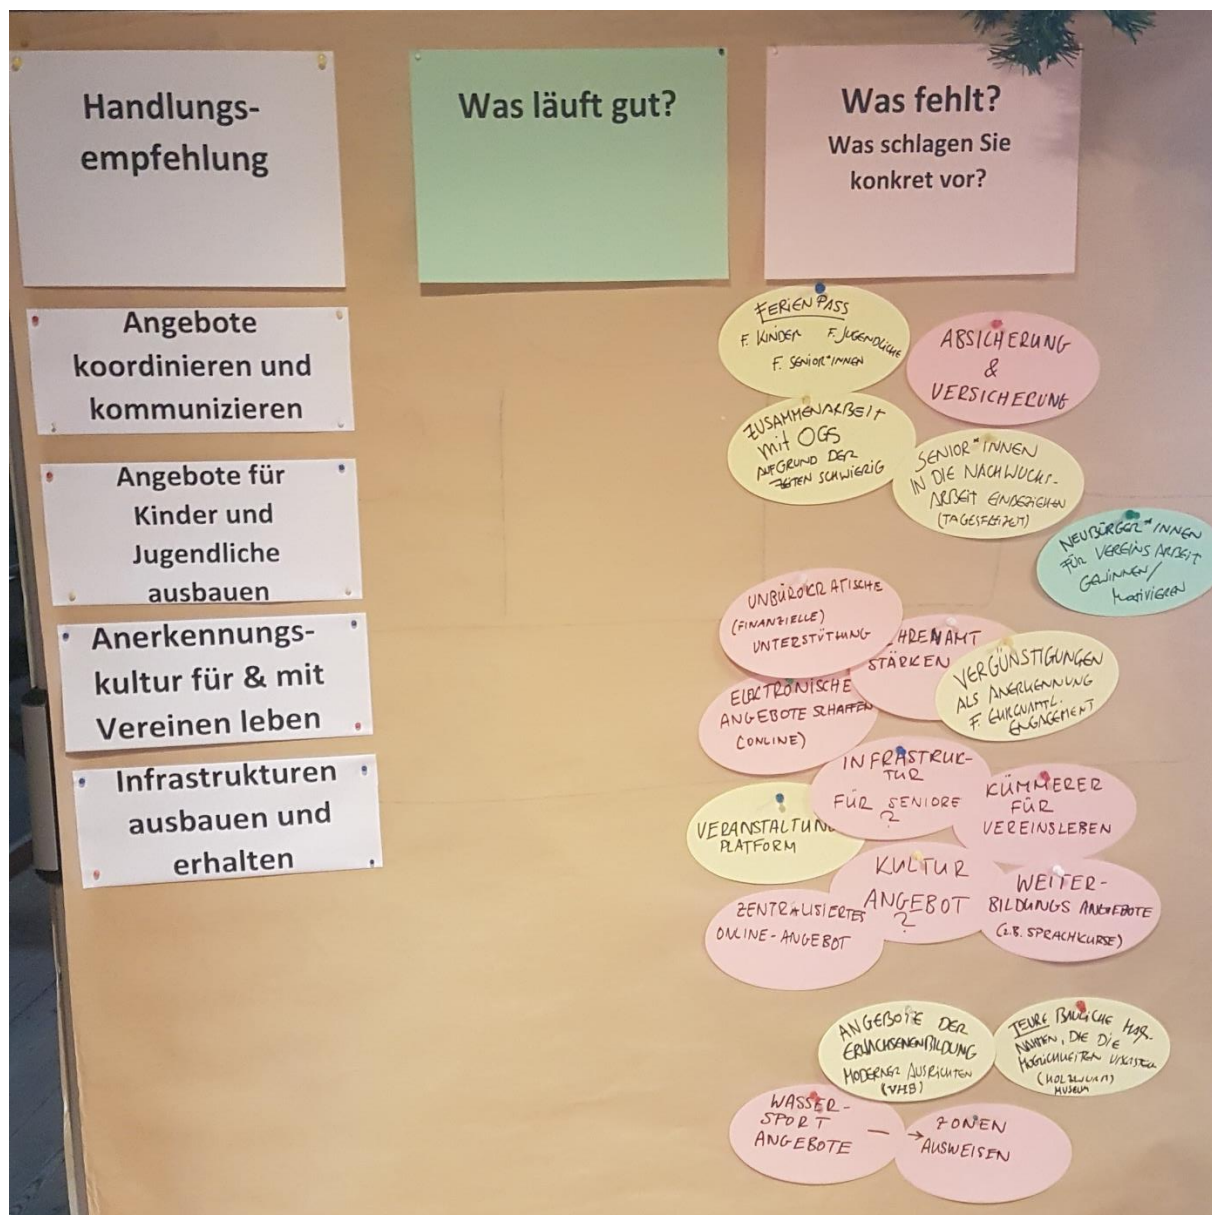 Handlungs-
empfehlung
Was läuft gut?
Was fehlt?
Was schlagen Sie
konkret vor?
Angebote
koordinieren und
kommunizieren
Angebote für
Kinder und
Jugendliche
ausbauen
Anerkennungs-
kultur für & mit
Vereinen leben
Infrastrukturen
ausbauen und
erhalten
FERIENPASS
F. KINDER F. JUGENDLICHE
F. SENIOR*INNEN
ABSICHERUNG
&
VERSICHERUNG
ZUSAMMENARBEIT
mit OGS
AUFGRUND DER
ZEITEN SCHWIERIG
SENIOR*INNEN
IN DIE NACHWUCHS-
ARBEIT EINBEZIEHEN
NEUBÜRGER*INNEN
FÜR VEREINSARBEIT
GEWINNEN/
MOTIVIEREN
UNBÜROKRATISCHE
(FINANZIELLE)
UNTERSTÜTZUNG
EHRENAMT
STÄRKEN
VERGÜNSTIGUNGEN
ALS ANERKENNUNG
F. EHRENAMTL.
ENGAGEMENT
ELECTRONISCHE
ANGEBOTE SCHAFFEN
(ONLINE)
INFRASTRUK-
TUR
FÜR SENIORE
?
KÜMMERER
FÜR
VEREINSLEBEN
VERANSTALTUN
PLATFORM
KULTUR
ANGEBOT
?
WEITER-
BILDUNGS ANGEBOTE
(z.B. SPRACHKURSE)
ZENTRALISIERTES
ONLINE-ANGEBOT
ANGEBOTE DER
ERWACHSENENBILDUNG
MODERNER AUSRICHTEN
(VHS)
TEURE BAULICHE MAß-
NAHMEN, DIE DIE
MÖGLICHKEITEN
(HOLZWURM)
MUSEUM
WASSER-
SPORT
ANGEBOTE — →
ZONEN
AUSWEISEN